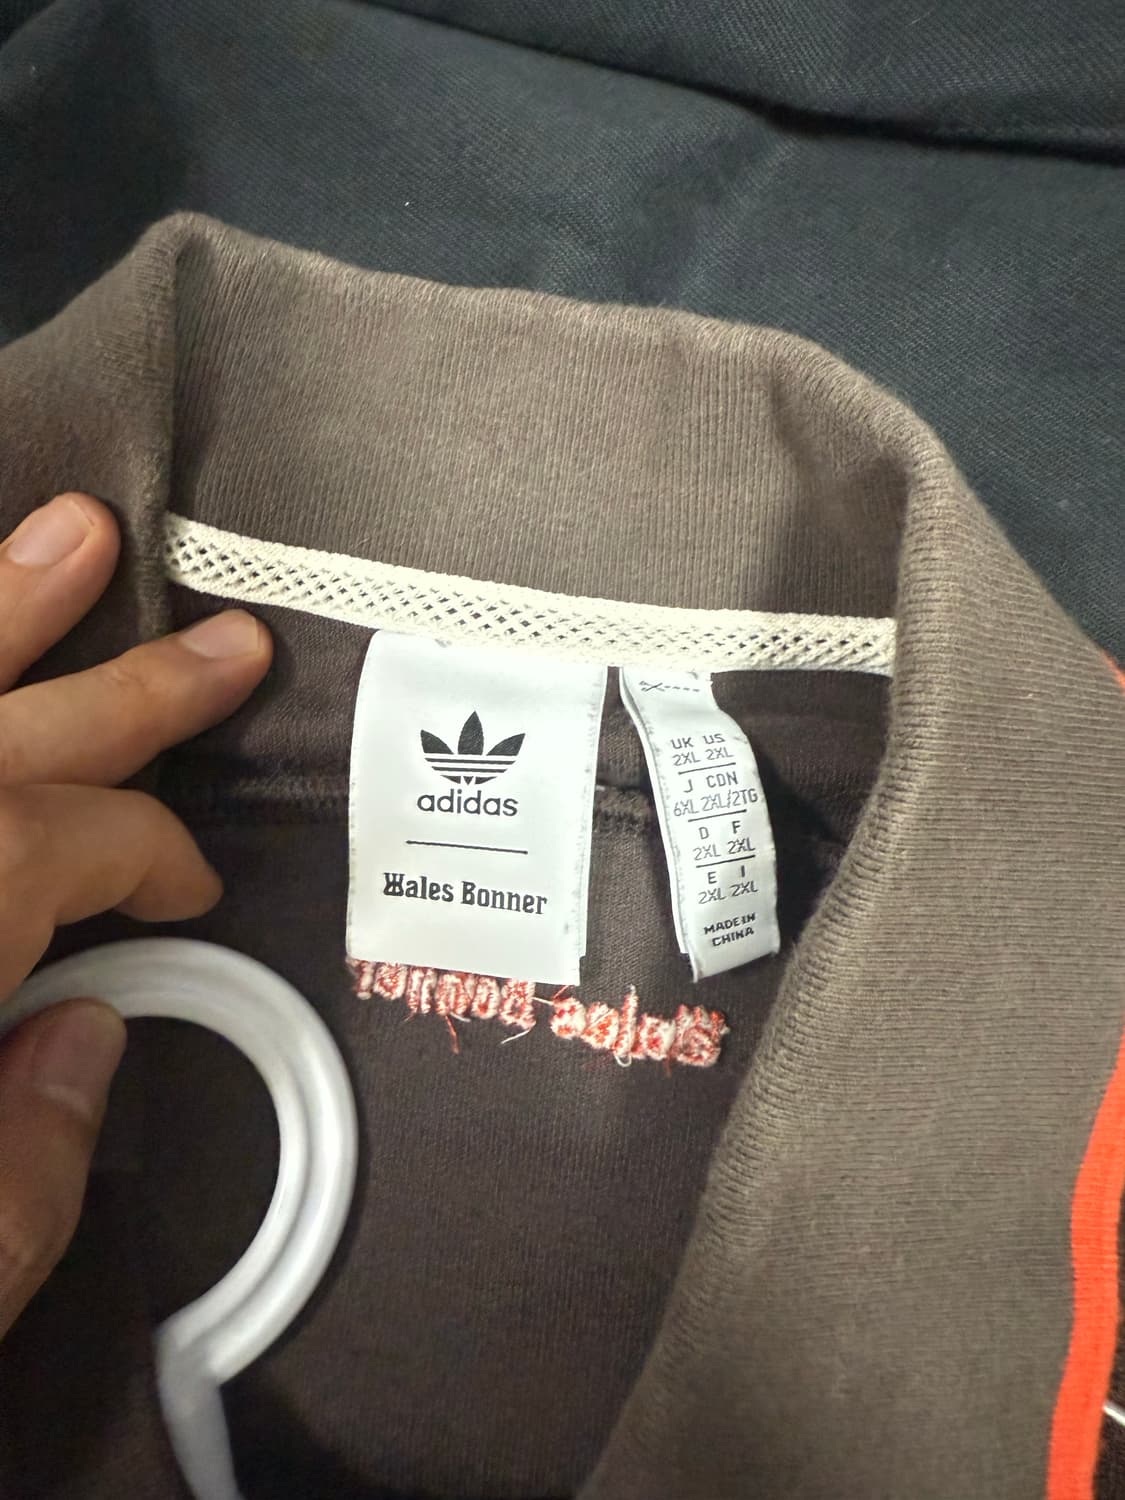 adidas
Wales Bonner
UK US
2XL 2XL
J CDN
6XL 2XL/2TG
D F
2XL 2XL
E I
2XL 2XL
MADE IN
CHINA